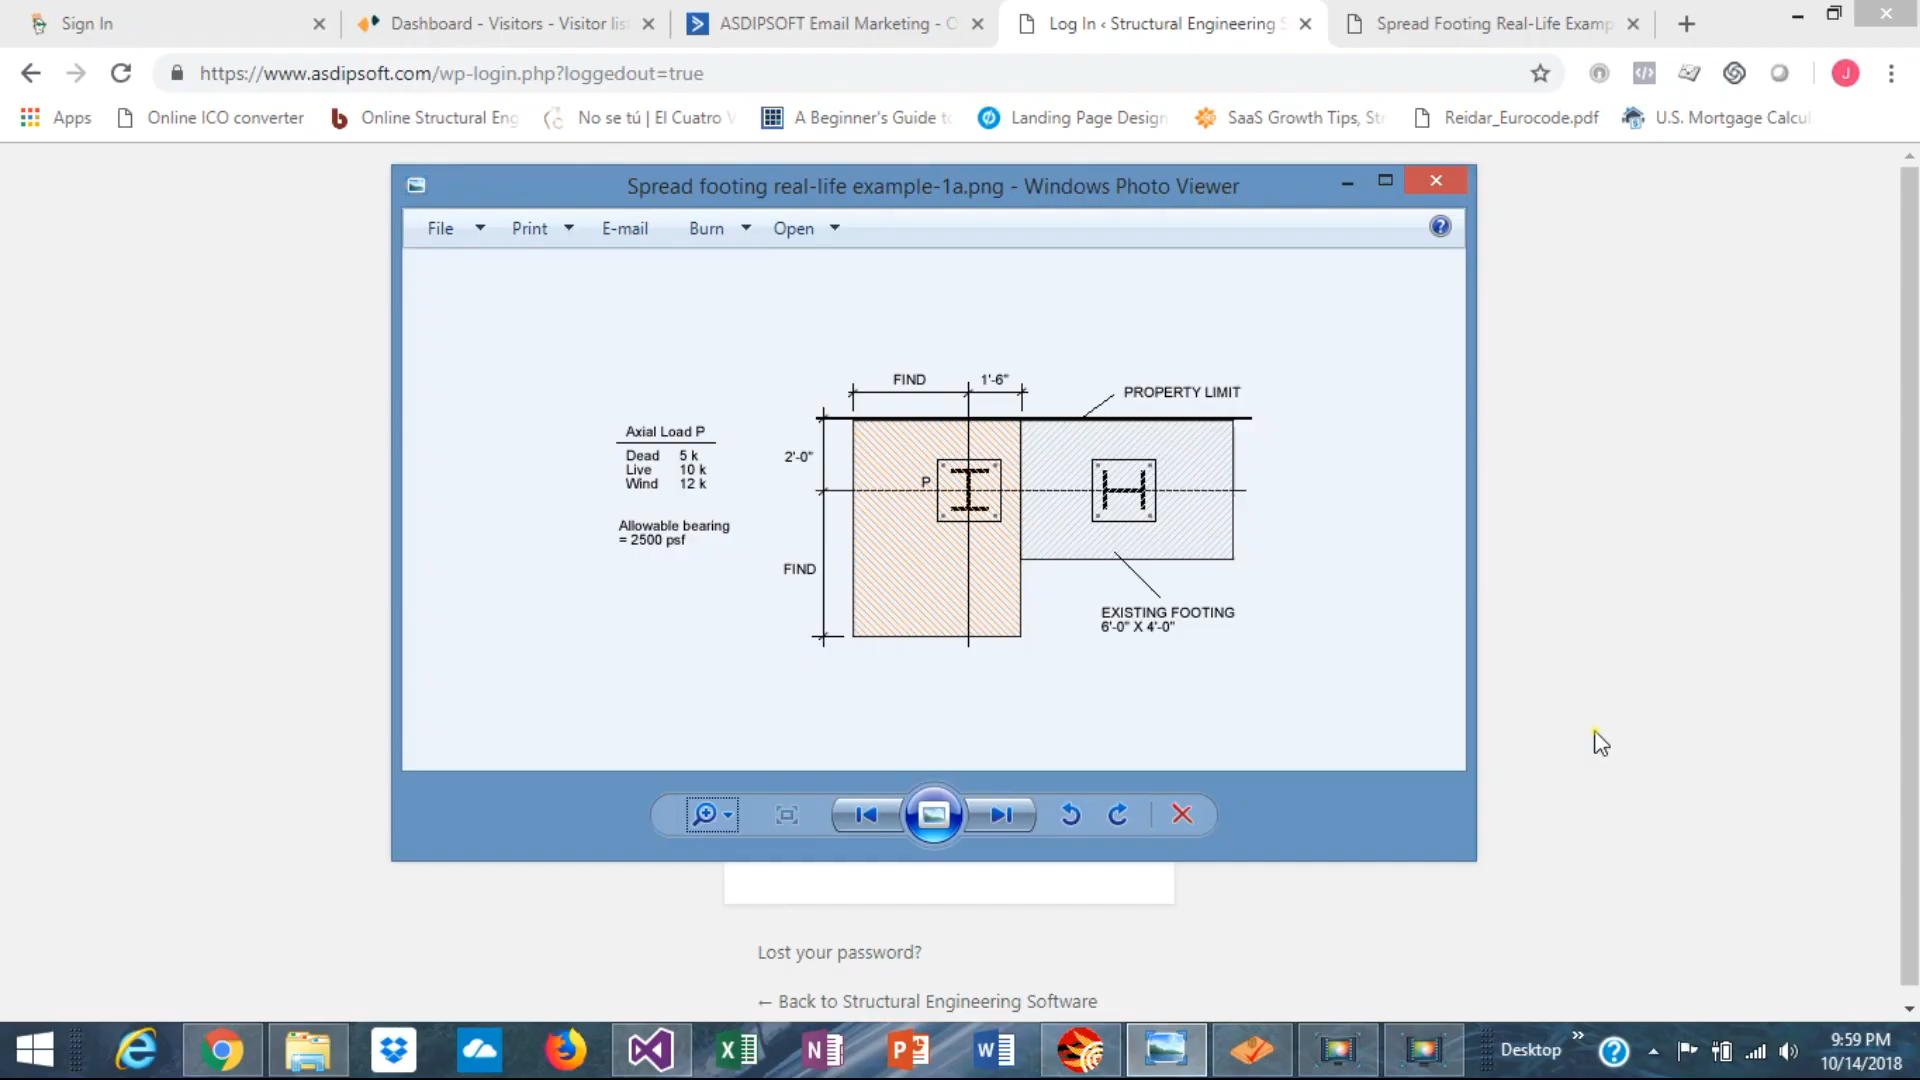 Sign In
Dashboard - Visitors - Visitor list
ASDIPSOFT Email Marketing - C
Log In ‹ Structural Engineering S
Spread Footing Real-Life Examp
https://www.asdipsoft.com/wp-login.php?loggedout=true
J
Apps
Online ICO converter
Online Structural Eng
No se tú | El Cuatro V
A Beginner's Guide to
Landing Page Design
SaaS Growth Tips, Str
Reidar_Eurocode.pdf
U.S. Mortgage Calcul
Spread footing real-life example-1a.png - Windows Photo Viewer
File
Print
E-mail
Burn
Open
FIND
1'-6"
PROPERTY LIMIT
Axial Load P
Dead 5 k
Live 10 k
Wind 12 k
2'-0"
P
Allowable bearing
= 2500 psf
FIND
EXISTING FOOTING
6'-0" X 4'-0"
Lost your password?
← Back to Structural Engineering Software
Desktop
9:59 PM
10/14/2018